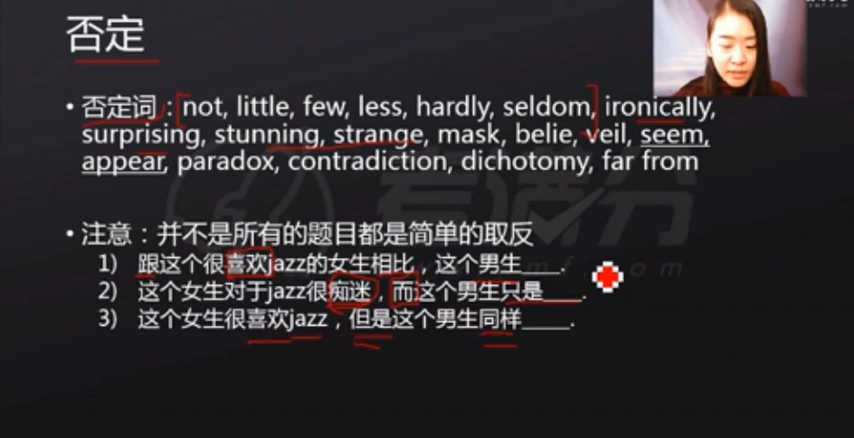 否定
• 否定词：not, little, few, less, hardly, seldom, ironically,
surprising, stunning, strange, mask, belie, veil, seem,
appear, paradox, contradiction, dichotomy, far from
• 注意：并不是所有的题目都是简单的取反
1) 跟这个很喜欢jazz的女生相比，这个男生____.
2) 这个女生对于jazz很痴迷，而这个男生只是____.
3) 这个女生很喜欢jazz，但是这个男生同样____.